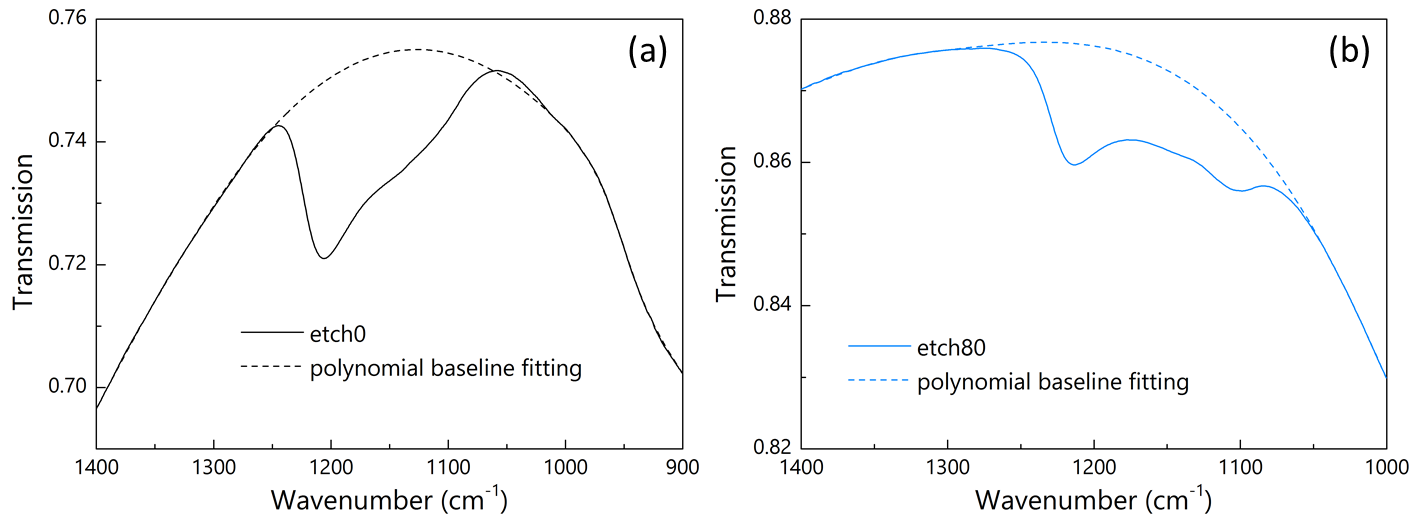 (a)
0.76
0.74
0.72
0.70
Transmission
etch0
polynomial baseline fitting
1400 1300 1200 1100 1000 900
Wavenumber (cm-1)
(b)
0.88
0.86
0.84
0.82
Transmission
etch80
polynomial baseline fitting
1400 1300 1200 1100 1000
Wavenumber (cm-1)